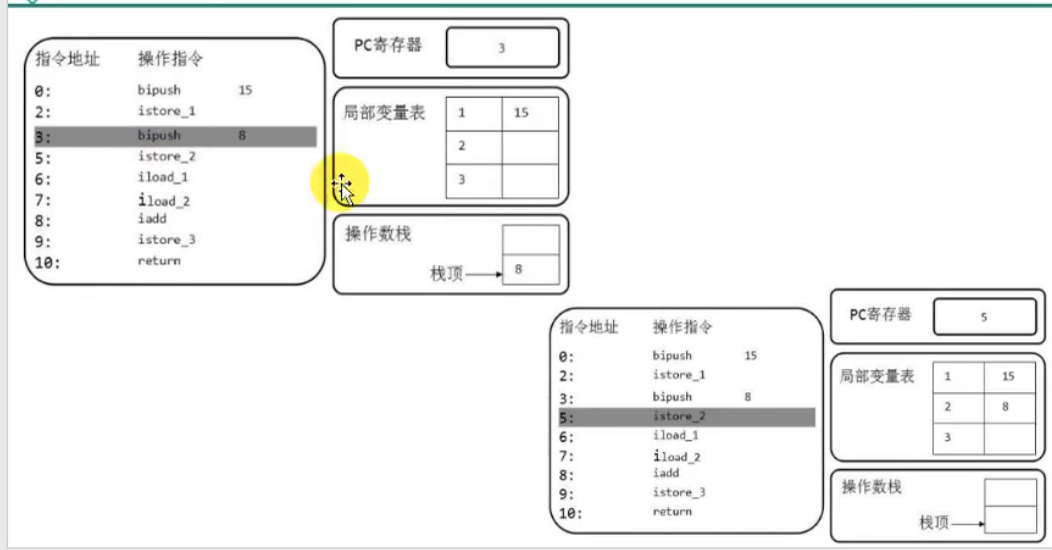 指令地址 操作指令
0: bipush 15
2: istore_1
3: bipush 8
5: istore_2
6: iload_1
7: iload_2
8: iadd
9: istore_3
10: return
PC寄存器 3
局部变量表 1 15
2
3
操作数栈
栈顶 8
指令地址 操作指令
0: bipush 15
2: istore_1
3: bipush 8
5: istore_2
6: iload_1
7: iload_2
8: iadd
9: istore_3
10: return
PC寄存器 5
局部变量表 1 15
2 8
3
操作数栈
栈顶